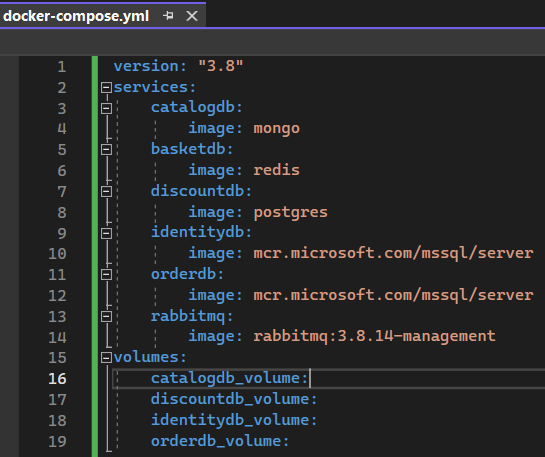 docker-compose.yml
1 version: "3.8"
2 services:
3 catalogdb:
4 image: mongo
5 basketdb:
6 image: redis
7 discountdb:
8 image: postgres
9 identitydb:
10 image: mcr.microsoft.com/mssql/server
11 orderdb:
12 image: mcr.microsoft.com/mssql/server
13 rabbitmq:
14 image: rabbitmq:3.8.14-management
15 volumes:
16 catalogdb_volume:
17 discountdb_volume:
18 identitydb_volume:
19 orderdb_volume: